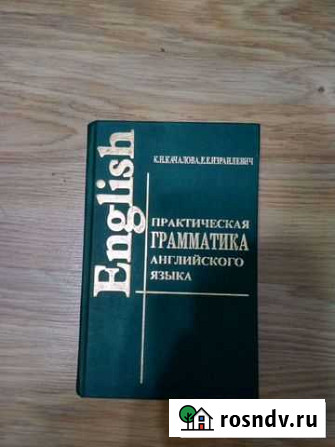 English
К.Н.КАЧАЛОВА,Е.Е.ИЗРАИЛЕВИЧ
ПРАКТИЧЕСКАЯ
ГРАММАТИКА
АНГЛИЙСКОГО
ЯЗЫКА
rosndv.ru